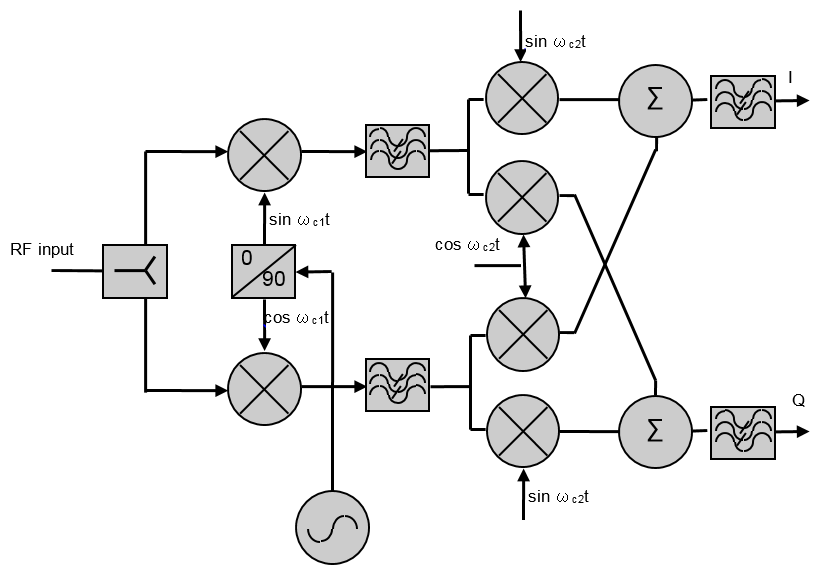 sin ωc2t
I
Σ
sin ωc1t
RF input
cos ωc2t
0
90
cos ωc1t
Q
Σ
sin ωc2t